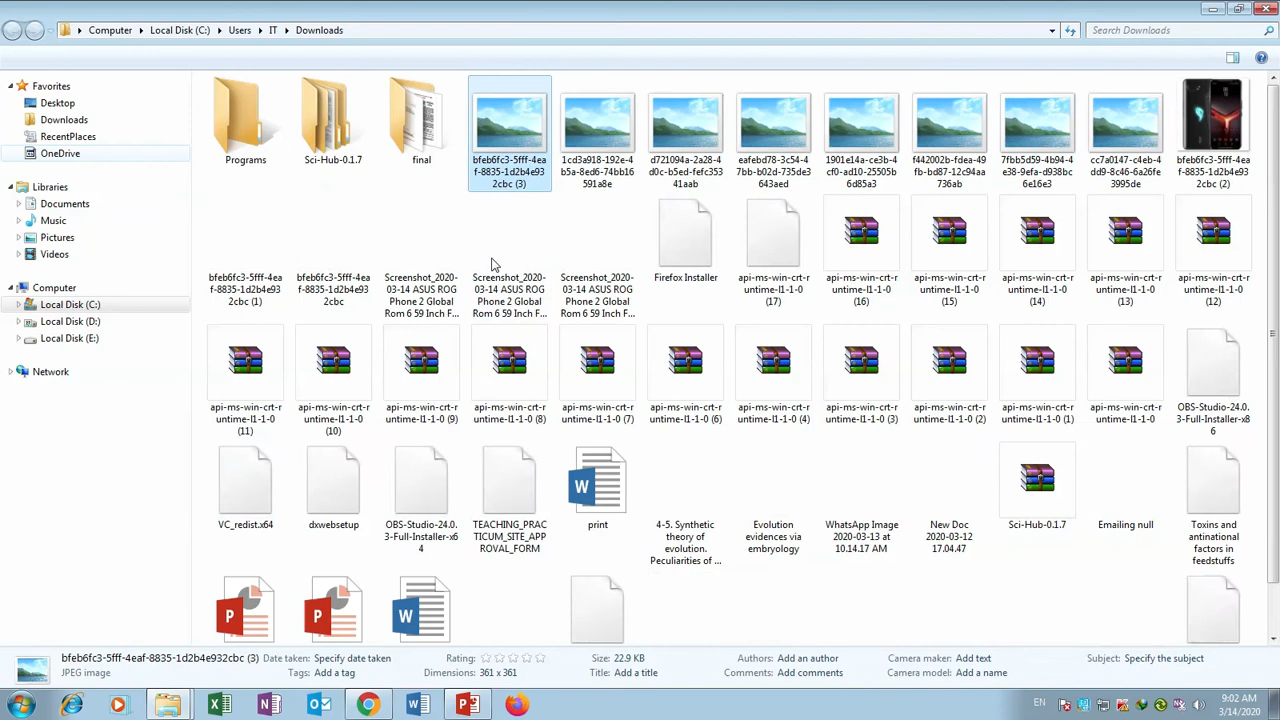 Computer
Local Disk (C:)
Users
IT
Downloads
Search Downloads
Favorites
Desktop
Downloads
RecentPlaces
OneDrive
Libraries
Documents
Music
Pictures
Videos
Computer
Local Disk (C:)
Local Disk (D:)
Local Disk (E:)
Network
Programs
Sci-Hub-0.1.7
final
bfeb6fc3-5fff-4ea
f-8835-1d2b4e93
2cbc (3)
1cd3a918-192e-4
b5a-8ed6-74bb16
591a8e
d721094a-2a28-4
d0c-b5ed-fefc353
41aab
eafebd78-3c54-4
7bb-b02d-735de3
643aed
1901e14a-ce3b-4
cf0-ad10-25505b
6d85a3
f442002b-fdea-49
fb-bd87-12c94aa
736ab
7fbb5d59-4b94-4
e38-9efa-d938bc
6e16e3
cc7a0147-c4eb-4
dd9-8c46-6a26fe
3995de
bfeb6fc3-5fff-4ea
f-8835-1d2b4e93
2cbc (2)
bfeb6fc3-5fff-4ea
f-8835-1d2b4e93
2cbc (1)
bfeb6fc3-5fff-4ea
f-8835-1d2b4e93
2cbc
Screenshot_2020-
03-14 ASUS ROG
Phone 2 Global
Rom 6 59 Inch F...
Screenshot_2020-
03-14 ASUS ROG
Phone 2 Global
Rom 6 59 Inch F...
Screenshot_2020-
03-14 ASUS ROG
Phone 2 Global
Rom 6 59 Inch F...
Firefox Installer
api-ms-win-crt-r
untime-l1-1-0
(17)
api-ms-win-crt-r
untime-l1-1-0
(16)
api-ms-win-crt-r
untime-l1-1-0
(15)
api-ms-win-crt-r
untime-l1-1-0
(14)
api-ms-win-crt-r
untime-l1-1-0
(13)
api-ms-win-crt-r
untime-l1-1-0
(12)
api-ms-win-crt-r
untime-l1-1-0
(11)
api-ms-win-crt-r
untime-l1-1-0
(10)
api-ms-win-crt-r
untime-l1-1-0 (9)
api-ms-win-crt-r
untime-l1-1-0 (8)
api-ms-win-crt-r
untime-l1-1-0 (7)
api-ms-win-crt-r
untime-l1-1-0 (6)
api-ms-win-crt-r
untime-l1-1-0 (4)
api-ms-win-crt-r
untime-l1-1-0 (3)
api-ms-win-crt-r
untime-l1-1-0 (2)
api-ms-win-crt-r
untime-l1-1-0 (1)
api-ms-win-crt-r
untime-l1-1-0
OBS-Studio-24.0.
3-Full-Installer-x8
6
VC_redist.x64
dxwebsetup
OBS-Studio-24.0.
3-Full-Installer-x6
4
TEACHING_PRAC
TICUM_SITE_APP
ROVAL_FORM
print
4-5. Synthetic
theory of
evolution.
Peculiarities of ...
Evolution
evidences via
embryology
WhatsApp Image
2020-03-13 at
10.14.17 AM
New Doc
2020-03-12
17.04.47
Sci-Hub-0.1.7
Emailing null
Toxins and
antinational
factors in
feedstuffs
bfeb6fc3-5fff-4eaf-8835-1d2b4e932cbc (3) Date taken: Specify date taken Rating: Size: 22.9 KB Authors: Add an author Camera maker: Add text Subject: Specify the subject
JPEG image Tags: Add a tag Dimensions: 361 x 361 Title: Add a title Comments: Add comments Camera model: Add a name
EN
9:02 AM
3/14/2020